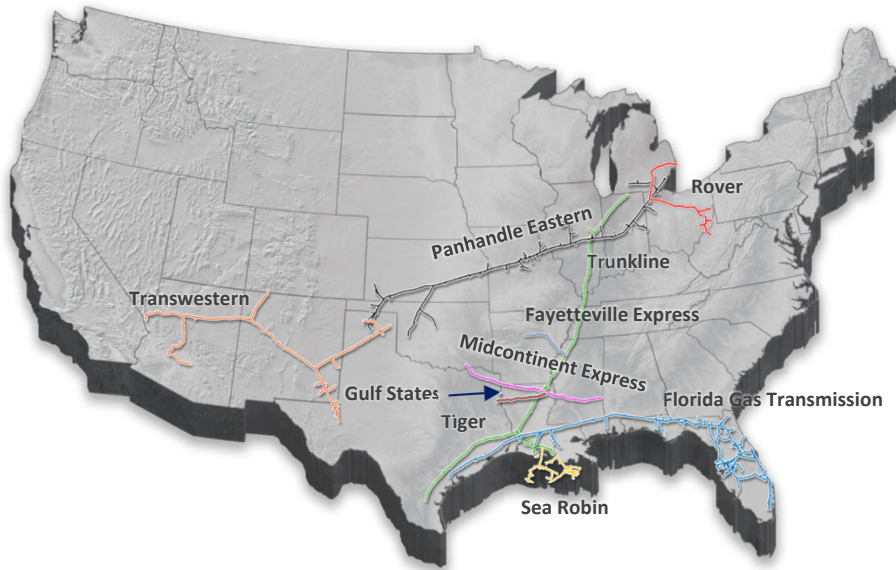 Rover
Panhandle Eastern
Trunkline
Transwestern
Fayetteville Express
Midcontinent Express
Gulf States
Florida Gas Transmission
Tiger
Sea Robin